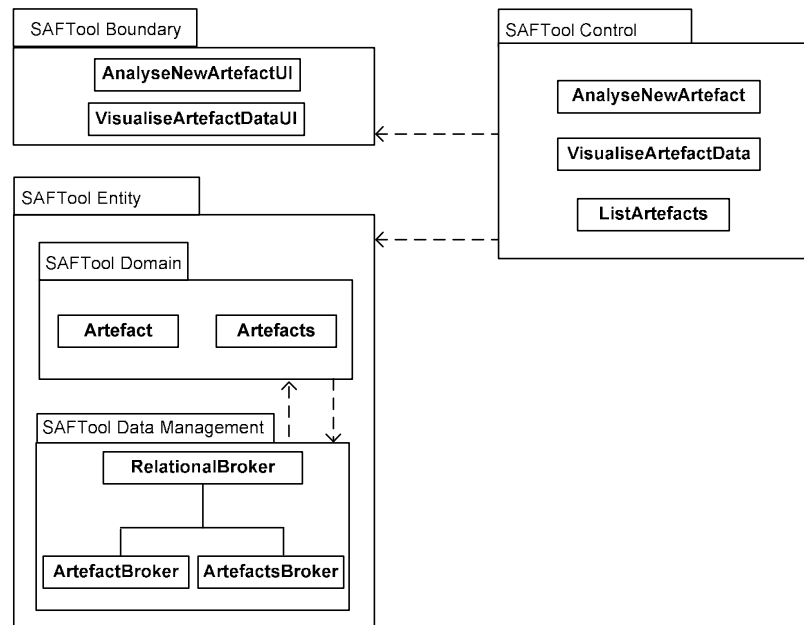 SAFTool Boundary
AnalyseNewArtefactUI
VisualiseArtefactDataUI
SAFTool Control
AnalyseNewArtefact
VisualiseArtefactData
ListArtefacts
SAFTool Entity
SAFTool Domain
Artefact
Artefacts
SAFTool Data Management
RelationalBroker
ArtefactBroker
ArtefactsBroker